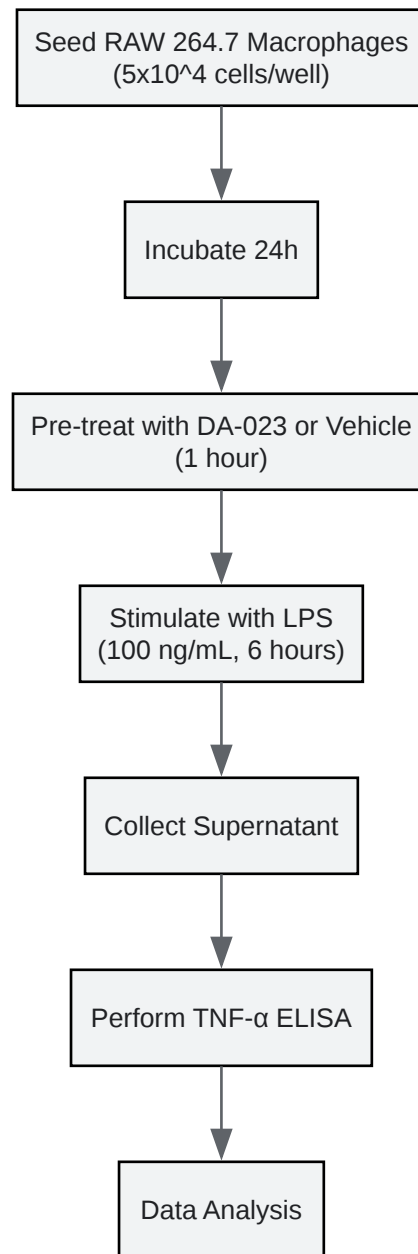 Seed RAW 264.7 Macrophages
(5x10^4 cells/well)
Incubate 24h
Pre-treat with DA-023 or Vehicle
(1 hour)
Stimulate with LPS
(100 ng/mL, 6 hours)
Collect Supernatant
Perform TNF-α ELISA
Data Analysis